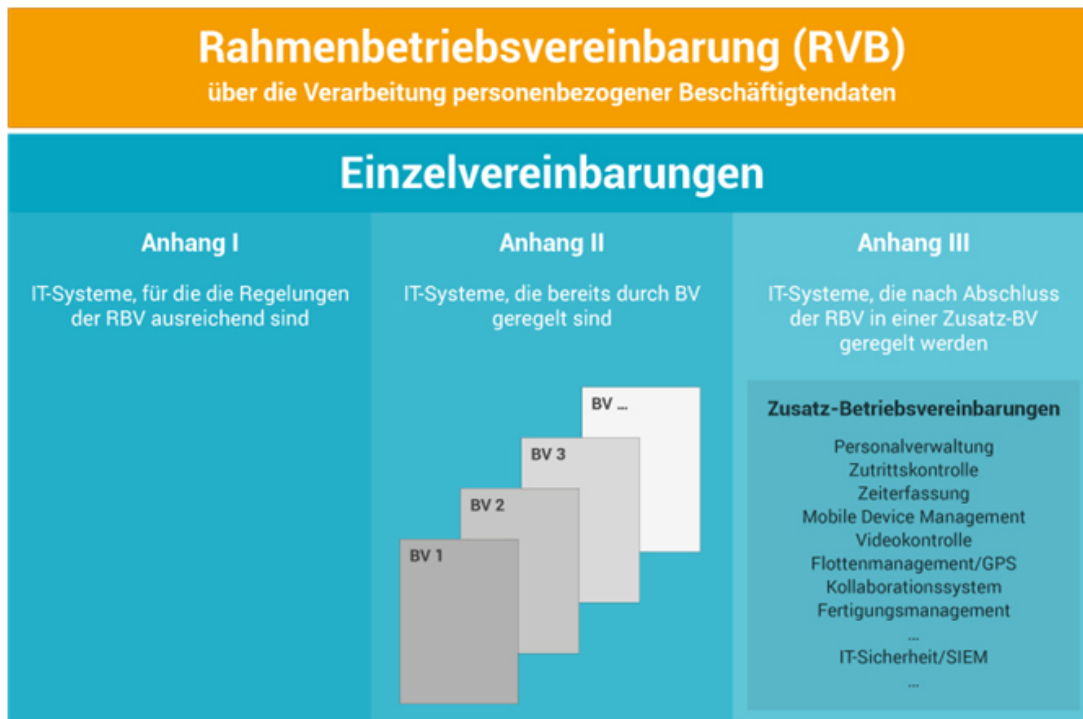 Rahmenbetriebsvereinbarung (RVB)
über die Verarbeitung personenbezogener Beschäftigtendaten
Einzelvereinbarungen
Anhang I
IT-Systeme, für die die Regelungen
der RBV ausreichend sind
Anhang II
IT-Systeme, die bereits durch BV
geregelt sind
BV ...
BV 3
BV 2
BV 1
Anhang III
IT-Systeme, die nach Abschluss
der RBV in einer Zusatz-BV
geregelt werden
Zusatz-Betriebsvereinbarungen
Personalverwaltung
Zutrittskontrolle
Zeiterfassung
Mobile Device Management
Videokontrolle
Flottenmanagement/GPS
Kollaborationssystem
Fertigungsmanagement
...
IT-Sicherheit/SIEM
...